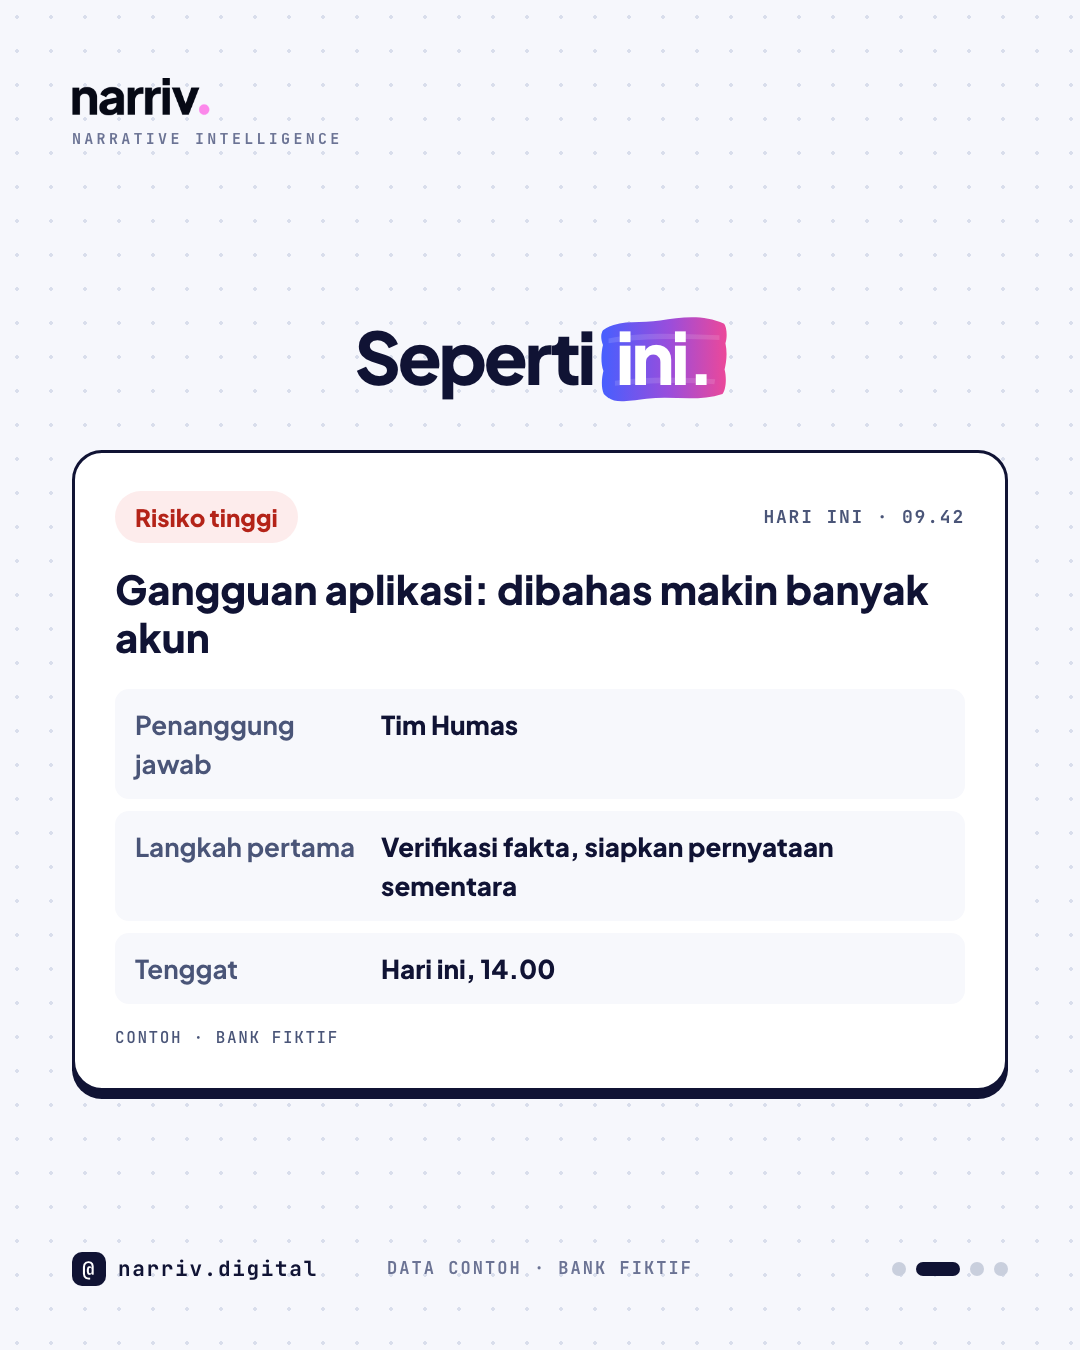 narriv.
NARRATIVE INTELLIGENCE
Seperti ini.
Risiko tinggi
HARI INI · 09.42
Gangguan aplikasi: dibahas makin banyak
akun
Penanggung
jawab
Tim Humas
Langkah pertama
Verifikasi fakta, siapkan pernyataan
sementara
Tenggat
Hari ini, 14.00
CONTOH · BANK FIKTIF
@ narriv.digital
DATA CONTOH · BANK FIKTIF